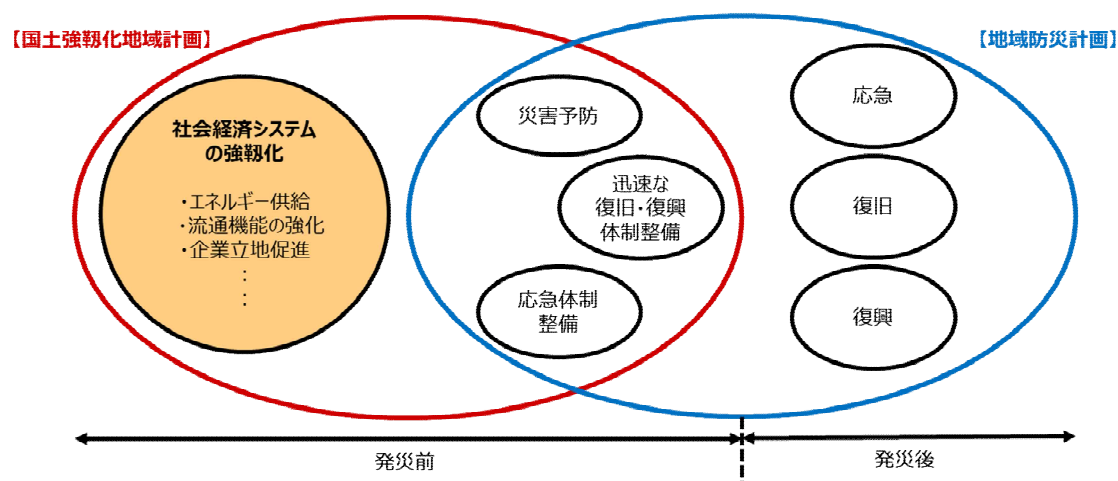 【国土強靱化地域計画】
【地域防災計画】
社会経済システム
の強靱化
・エネルギー供給
・流通機能の強化
・企業立地促進
：
：
災害予防
迅速な
復旧・復興
体制整備
応急体制
整備
応急
復旧
復興
発災前
発災後